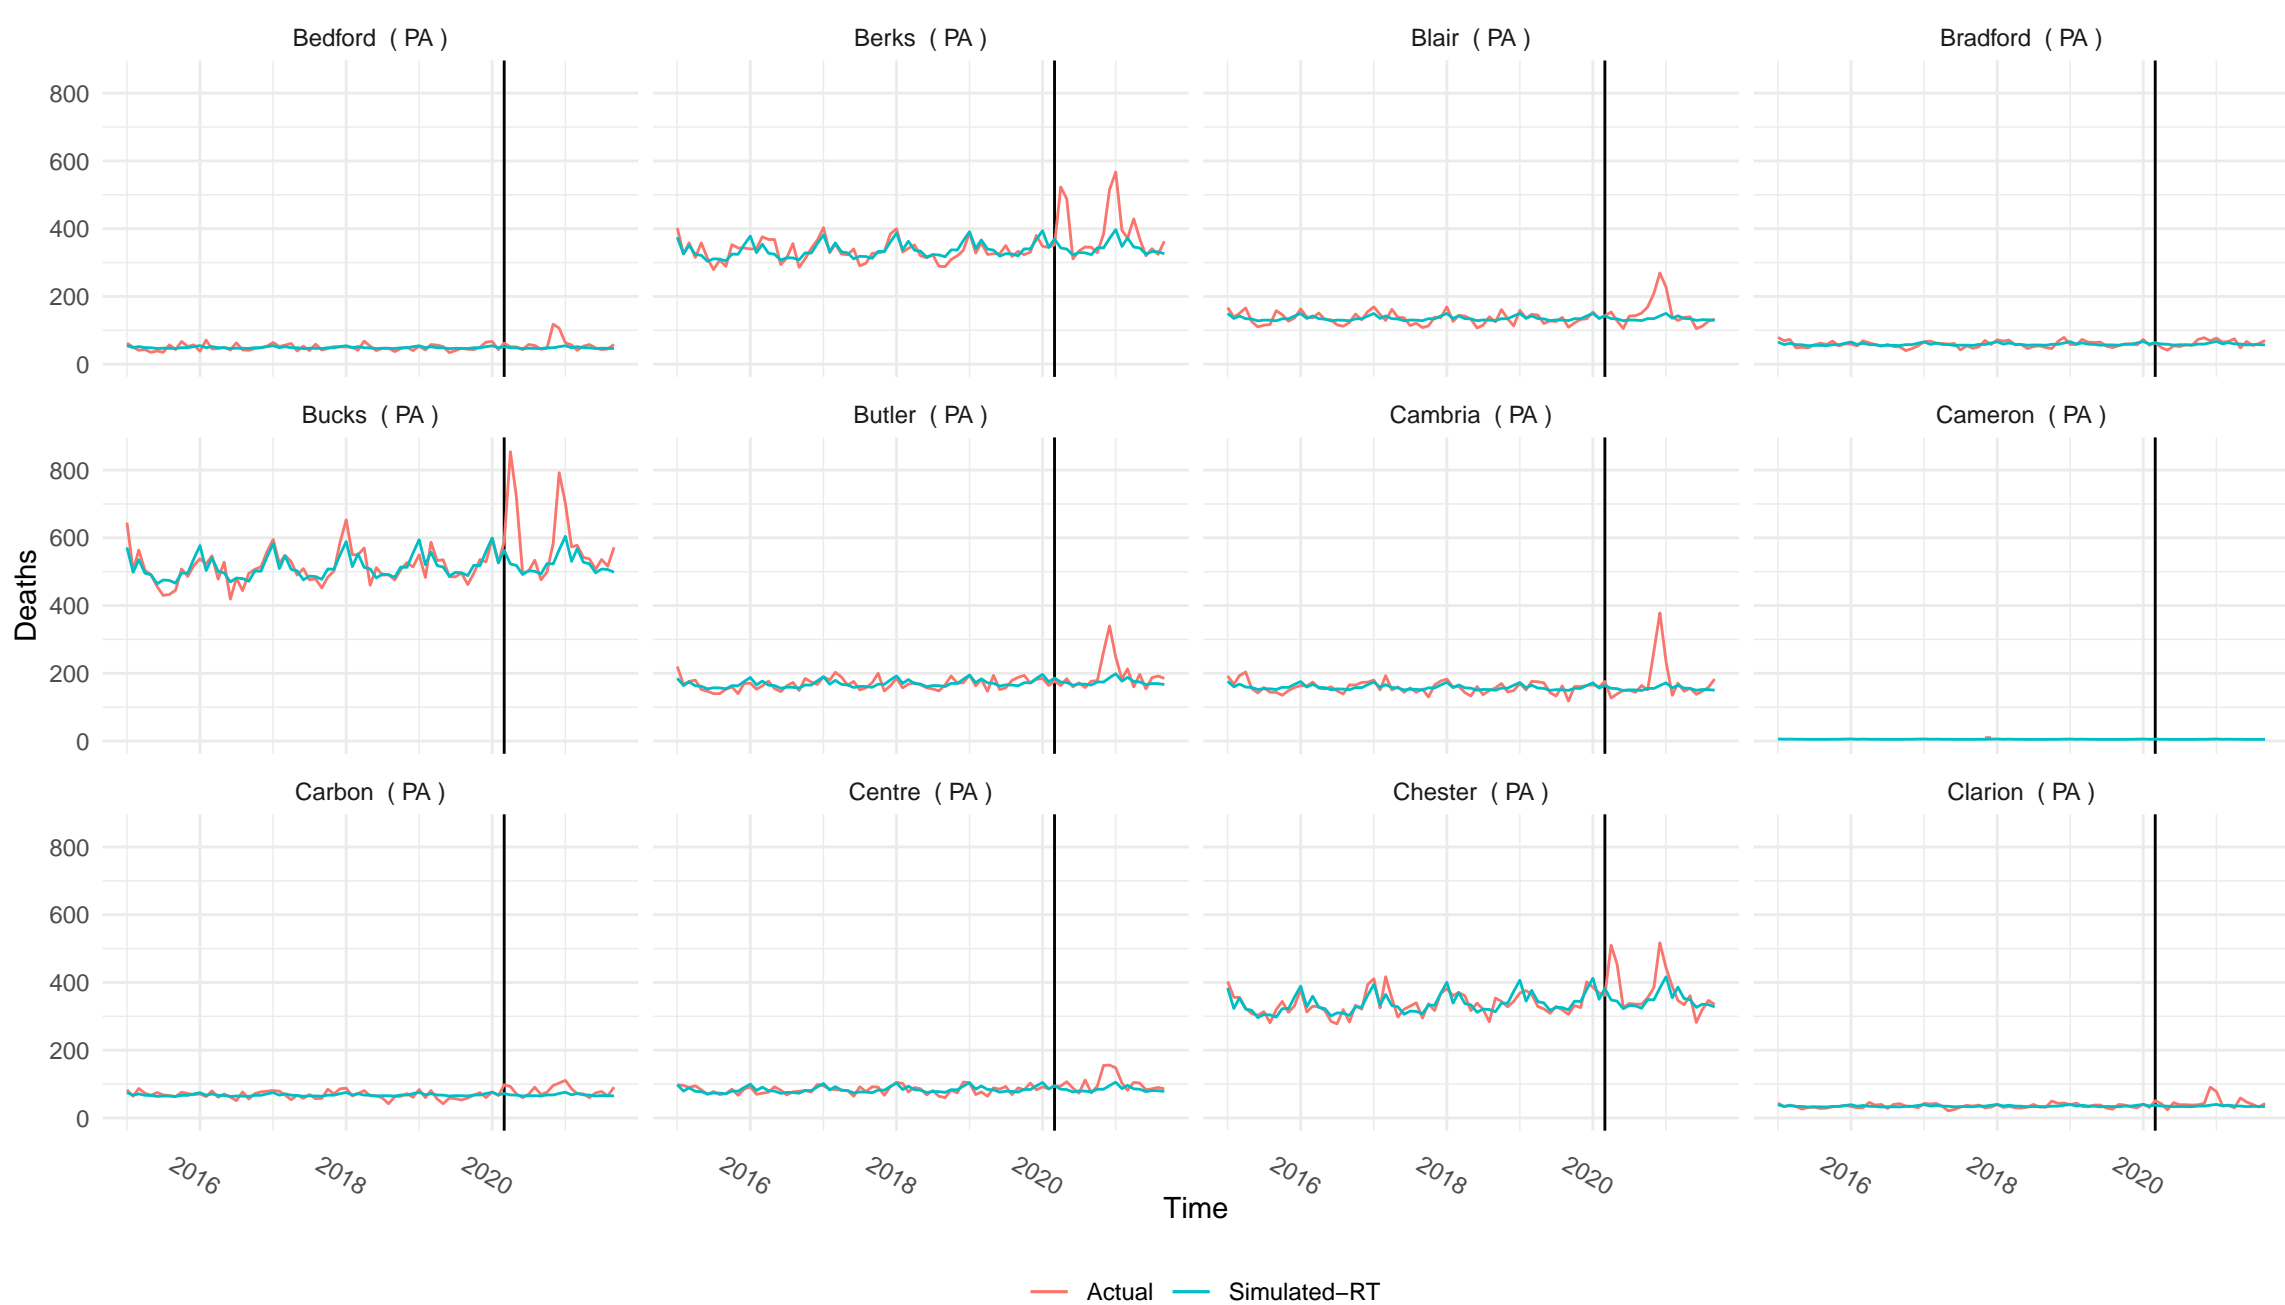 Bedford ( PA ) Berks ( PA ) Blair ( PA ) Bradford ( PA )
800
600
400
200
0
Bucks ( PA ) Butler ( PA ) Cambria ( PA ) Cameron ( PA )
800
600
400
200
0
Deaths
Carbon ( PA ) Centre ( PA ) Chester ( PA ) Clarion ( PA )
800
600
400
200
0
2016 2018 2020 2016 2018 2020 2016 2018 2020 2016 2018 2020
Time
Actual Simulated−RT